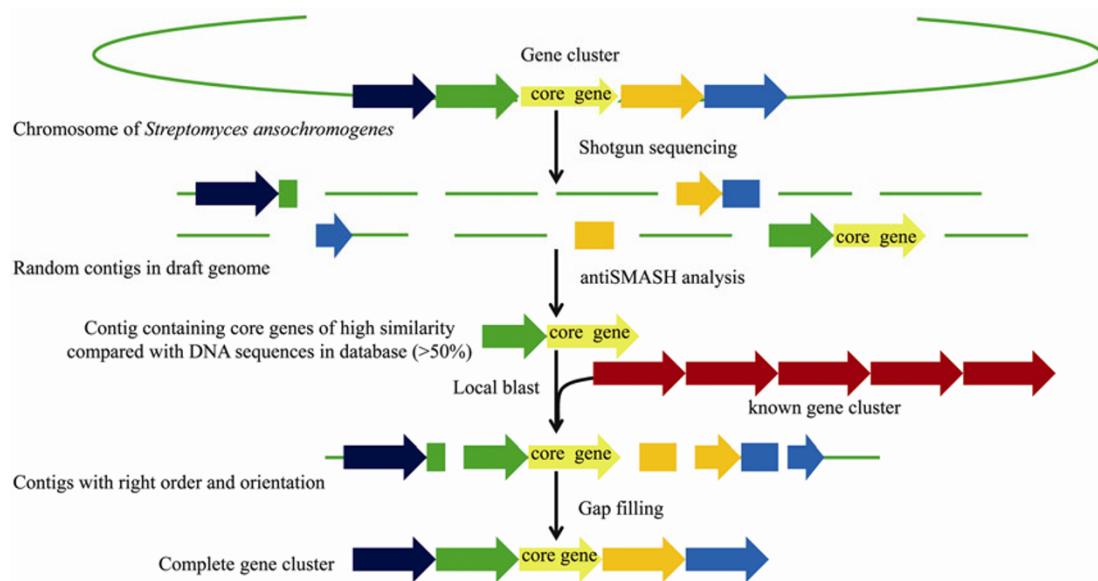 Gene cluster
core gene
Chromosome of Streptomyces ansochromogenes
Shotgun sequencing
core gene
Random contigs in draft genome
antiSMASH analysis
Contig containing core genes of high similarity
compared with DNA sequences in database (>50%)
core gene
Local blast
known gene cluster
core gene
Contigs with right order and orientation
Gap filling
Complete gene cluster
core gene